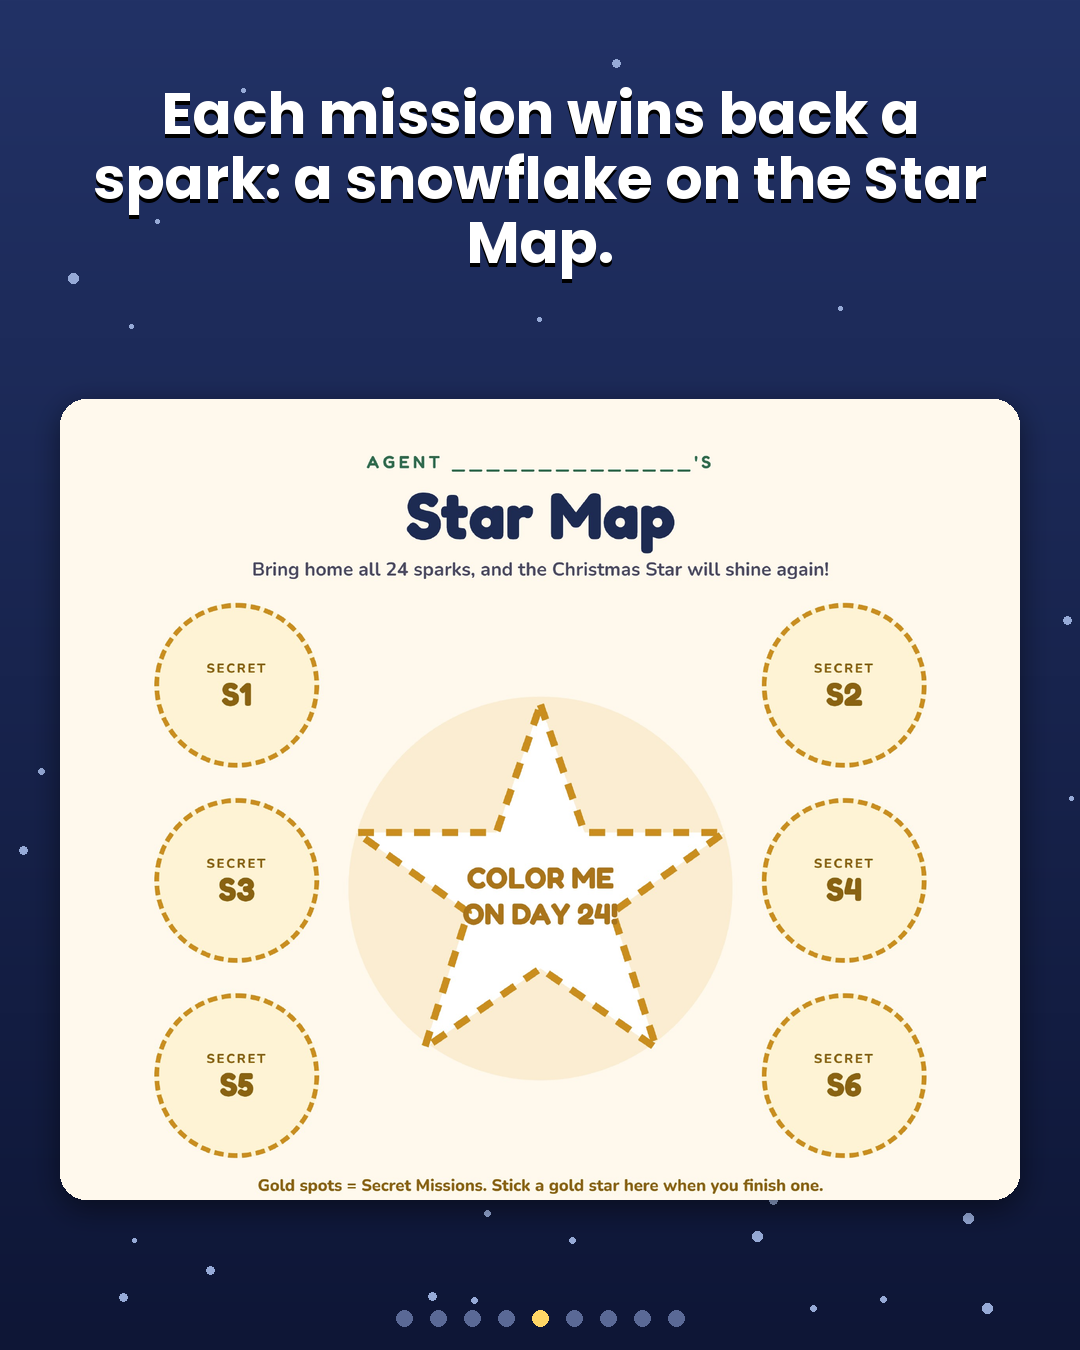 Each mission wins back a
spark: a snowflake on the Star
Map.
AGENT ______________'S
Star Map
Bring home all 24 sparks, and the Christmas Star will shine again!
SECRET
S1
SECRET
S2
SECRET
S3
COLOR ME
ON DAY 24!
SECRET
S4
SECRET
S5
SECRET
S6
Gold spots = Secret Missions. Stick a gold star here when you finish one.